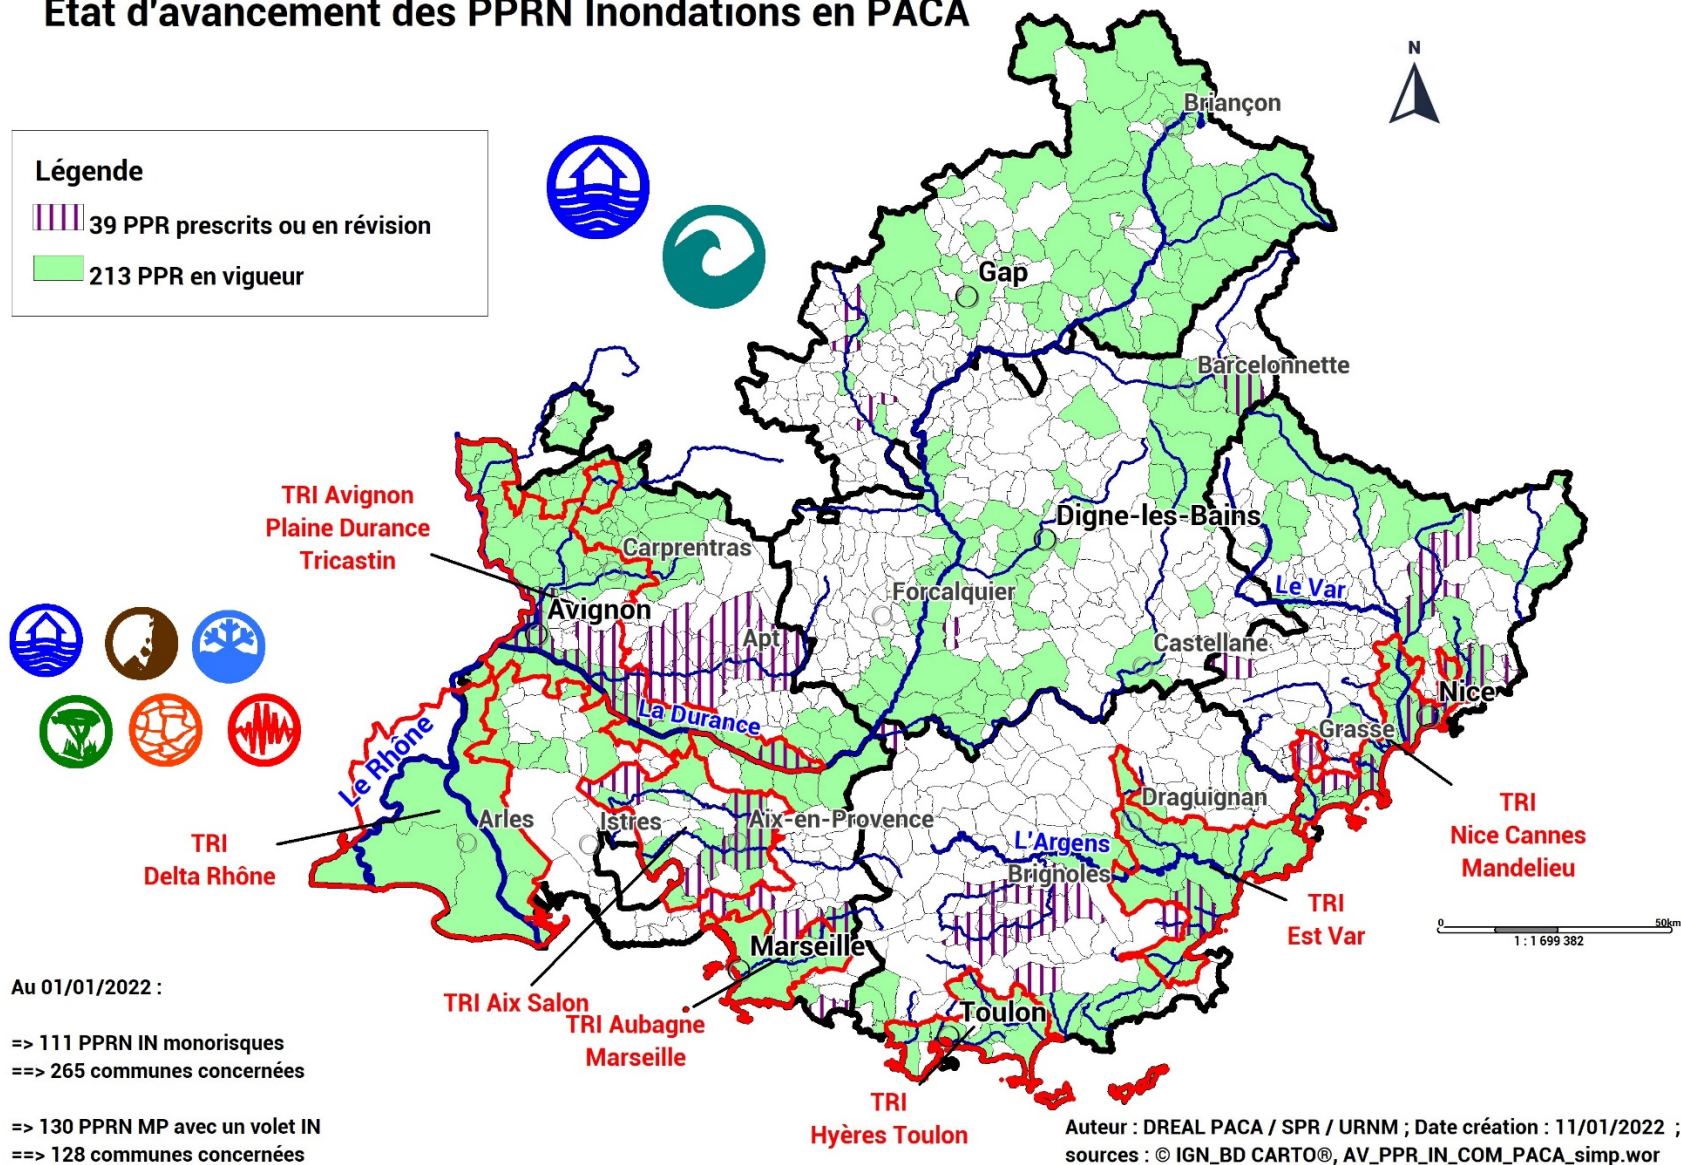 Etat d'avancement des PPRN Inondations en PACA
N
Légende
39 PPR prescrits ou en révision
213 PPR en vigueur
Briançon
Gap
Barcelonnette
TRI Avignon
Plaine Durance
Tricastin
Digne-les-Bains
Carprentras
Forcalquier
Le Var
Avignon
Apt
Castellane
Nice
La Durance
Grasse
Le Rhône
Draguignan
Arles
Istres
Aix-en-Provence
L'Argens
Brignoles
TRI
Delta Rhône
TRI
Nice Cannes
Mandelieu
TRI
Est Var
0
50km
1 : 1 699 382
Marseille
Toulon
TRI Aix Salon
TRI Aubagne
Marseille
TRI
Hyères Toulon
Au 01/01/2022 :
=> 111 PPRN IN monorisques
==> 265 communes concernées
=> 130 PPRN MP avec un volet IN
==> 128 communes concernées
Auteur : DREAL PACA / SPR / URNM ; Date création : 11/01/2022 ;
sources : © IGN_BD CARTO®, AV_PPR_IN_COM_PACA_simp.wor